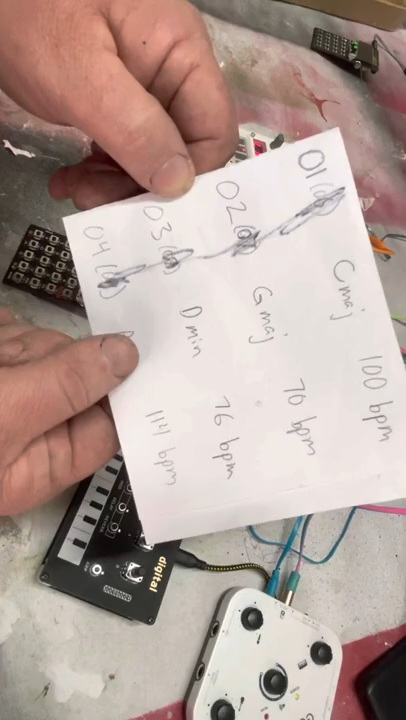 01 Cmaj 100 bpm
02 Gmaj 70 bpm
03 Dmin 76 bpm
04 114 bpm
digital